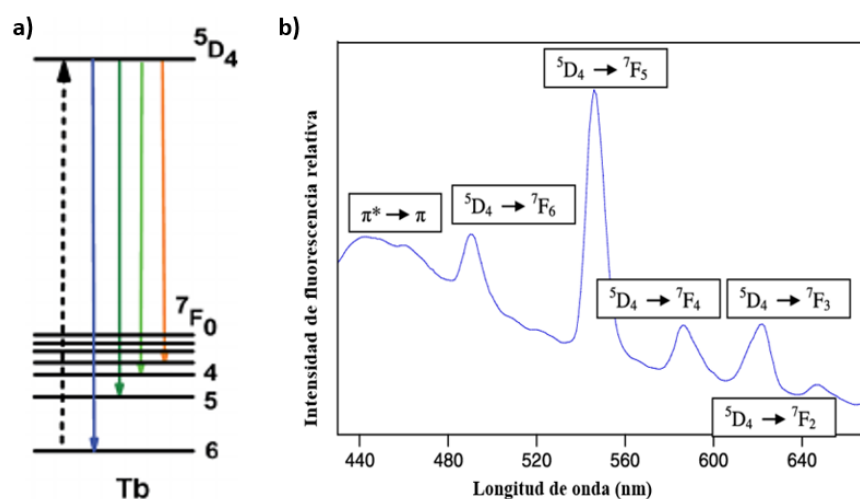 a)
⁵D₄
⁷F₀
4
5
6
Tb
b)
⁵D₄ → ⁷F₅
π* → π
⁵D₄ → ⁷F₆
⁵D₄ → ⁷F₄
⁵D₄ → ⁷F₃
⁵D₄ → ⁷F₂
Intensidad de fluorescencia relativa
440 480 520 560 600 640
Longitud de onda (nm)